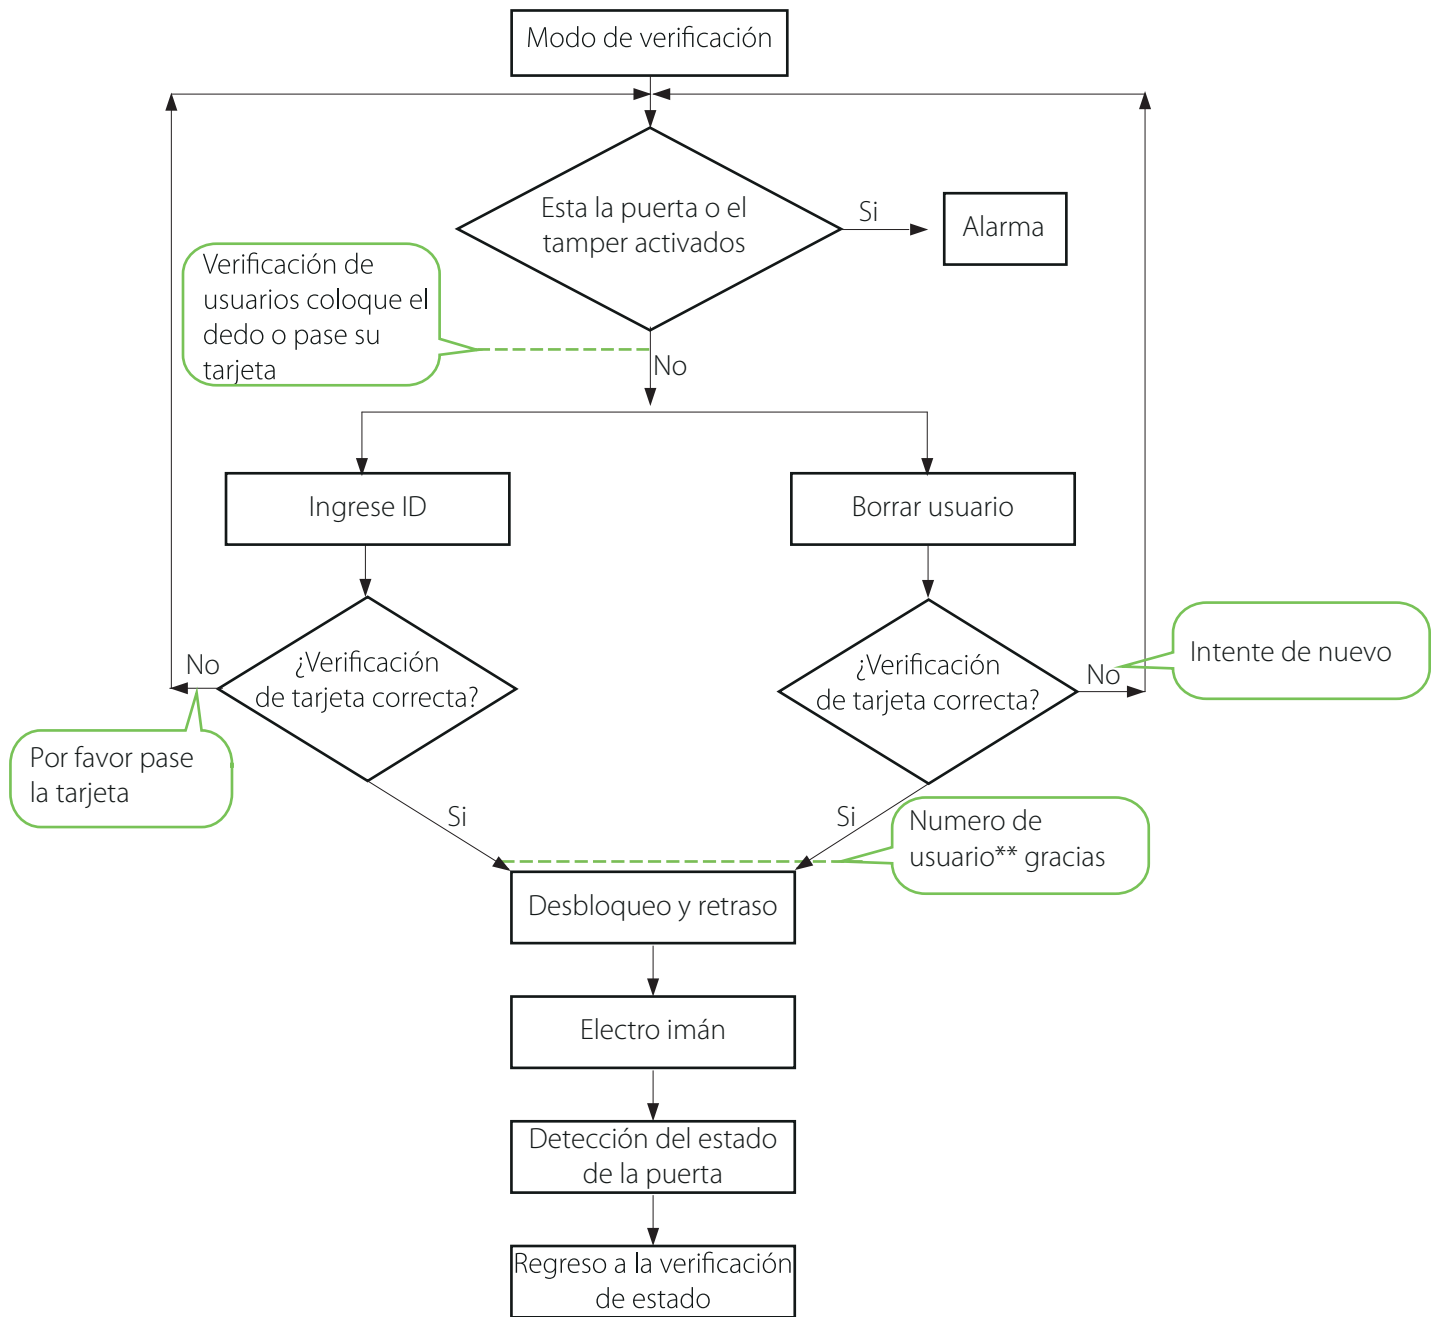 Modo de verificación
Esta la puerta o el
tamper activados
Si
Alarma
Verificación de
usuarios coloque el
dedo o pase su
tarjeta
No
Ingrese ID
Borrar usuario
¿Verificación
de tarjeta correcta?
No
¿Verificación
de tarjeta correcta?
No
Intente de nuevo
Por favor pase
la tarjeta
Si
Si
Numero de
usuario** gracias
Desbloqueo y retraso
Electro imán
Detección del estado
de la puerta
Regreso a la verificación
de estado